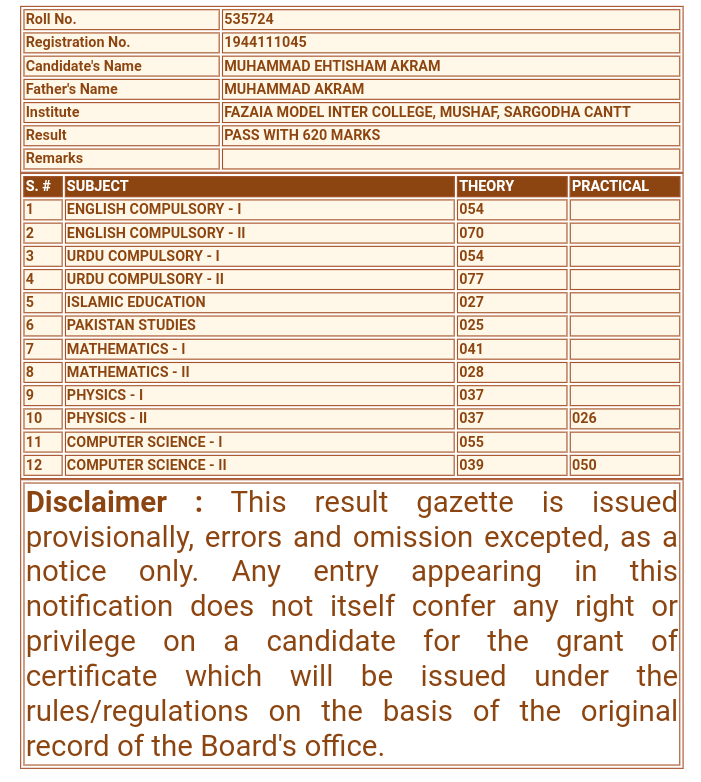 Roll No. 535724
Registration No. 1944111045
Candidate's Name MUHAMMAD EHTISHAM AKRAM
Father's Name MUHAMMAD AKRAM
Institute FAZAIA MODEL INTER COLLEGE, MUSHAF, SARGODHA CANTT
Result PASS WITH 620 MARKS
Remarks
S. # SUBJECT THEORY PRACTICAL
1 ENGLISH COMPULSORY - I 054
2 ENGLISH COMPULSORY - II 070
3 URDU COMPULSORY - I 054
4 URDU COMPULSORY - II 077
5 ISLAMIC EDUCATION 027
6 PAKISTAN STUDIES 025
7 MATHEMATICS - I 041
8 MATHEMATICS - II 028
9 PHYSICS - I 037
10 PHYSICS - II 037 026
11 COMPUTER SCIENCE - I 055
12 COMPUTER SCIENCE - II 039 050
Disclaimer : This result gazette is issued
provisionally, errors and omission excepted, as a
notice only. Any entry appearing in this
notification does not itself confer any right or
privilege on a candidate for the grant of
certificate which will be issued under the
rules/regulations on the basis of the original
record of the Board's office.